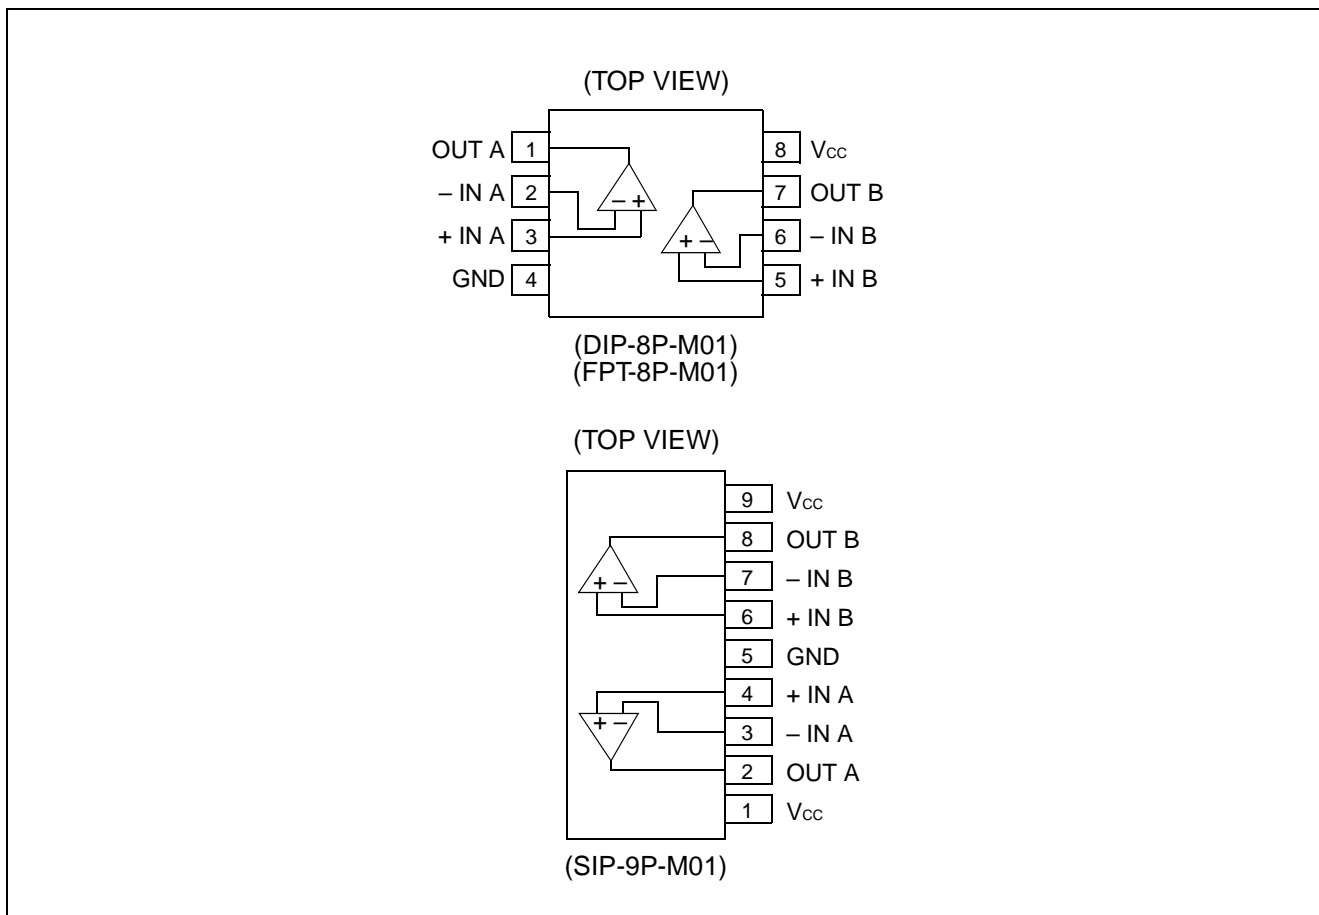 (TOP VIEW)
OUT A 1
– IN A 2
+ IN A 3
GND 4
8 Vcc
7 OUT B
6 – IN B
5 + IN B
– +
+ –
(DIP-8P-M01)
(FPT-8P-M01)
(TOP VIEW)
9 Vcc
8 OUT B
7 – IN B
6 + IN B
5 GND
4 + IN A
3 – IN A
2 OUT A
1 Vcc
+ –
+ –
(SIP-9P-M01)